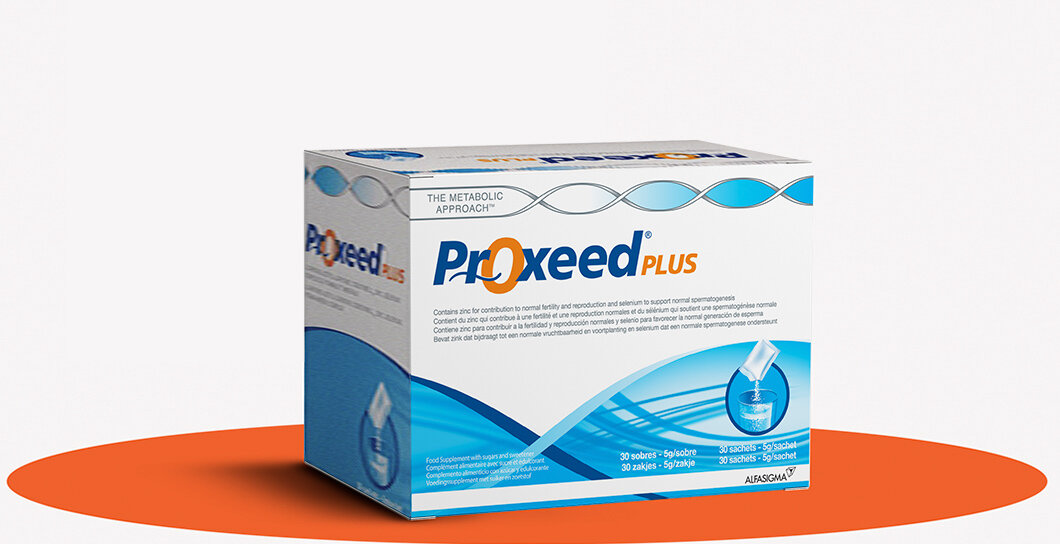 PrOxeed PLUS
THE METABOLIC
APPROACH™
PrOxeed® PLUS
PrOxeed PLUS
Contains zinc for contribution to normal fertility and reproduction and selenium to support normal spermatogenesis
Contient du zinc qui contribue à une fertilité et une reproduction normales et du sélénium qui soutient une spermatogénèse normale
Contiene zinc para contribuir a la fertilidad y reproducción normales y selenio para favorecer la normal generación de esperma
Bevat zink dat bijdraagt tot een normale vruchtbaarheid en voortplanting en selenium dat een normale spermatogenese ondersteunt
Food Supplement with sugars and sweetener
Complément alimentaire avec sucre et édulcorant
Complemento alimenticio con azúcar y edulcorante
Voedingssupplement met suiker en zoetstof
30 sobres - 5g/sobre 30 sachets - 5g/sachet
30 zakjes - 5g/zakje 30 sachets - 5g/sachet
ALFASIGMA